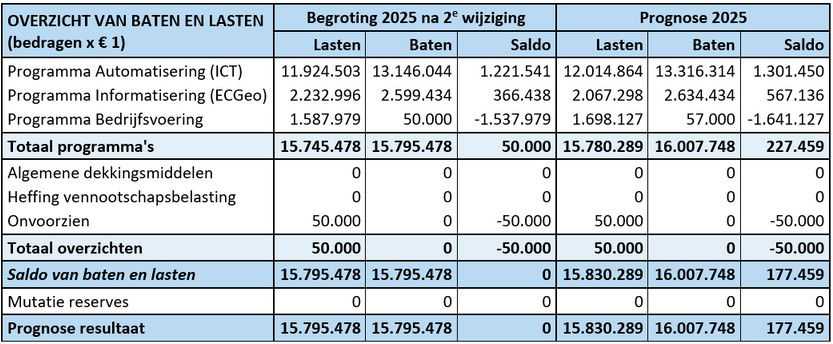 OVERZICHT VAN BATEN EN LASTEN Begroting 2025 na 2e wijziging Prognose 2025
(bedragen x € 1) Lasten Baten Saldo Lasten Baten Saldo
Programma Automatisering (ICT) 11.924.503 13.146.044 1.221.541 12.014.864 13.316.314 1.301.450
Programma Informatisering (ECGeo) 2.232.996 2.599.434 366.438 2.067.298 2.634.434 567.136
Programma Bedrijfsvoering 1.587.979 50.000 -1.537.979 1.698.127 57.000 -1.641.127
Totaal programma's 15.745.478 15.795.478 50.000 15.780.289 16.007.748 227.459
Algemene dekkingsmiddelen 0 0 0 0 0 0
Heffing vennootschapsbelasting 0 0 0 0 0 0
Onvoorzien 50.000 0 -50.000 50.000 0 -50.000
Totaal overzichten 50.000 0 -50.000 50.000 0 -50.000
Saldo van baten en lasten 15.795.478 15.795.478 0 15.830.289 16.007.748 177.459
Mutatie reserves 0 0 0 0 0 0
Prognose resultaat 15.795.478 15.795.478 0 15.830.289 16.007.748 177.459